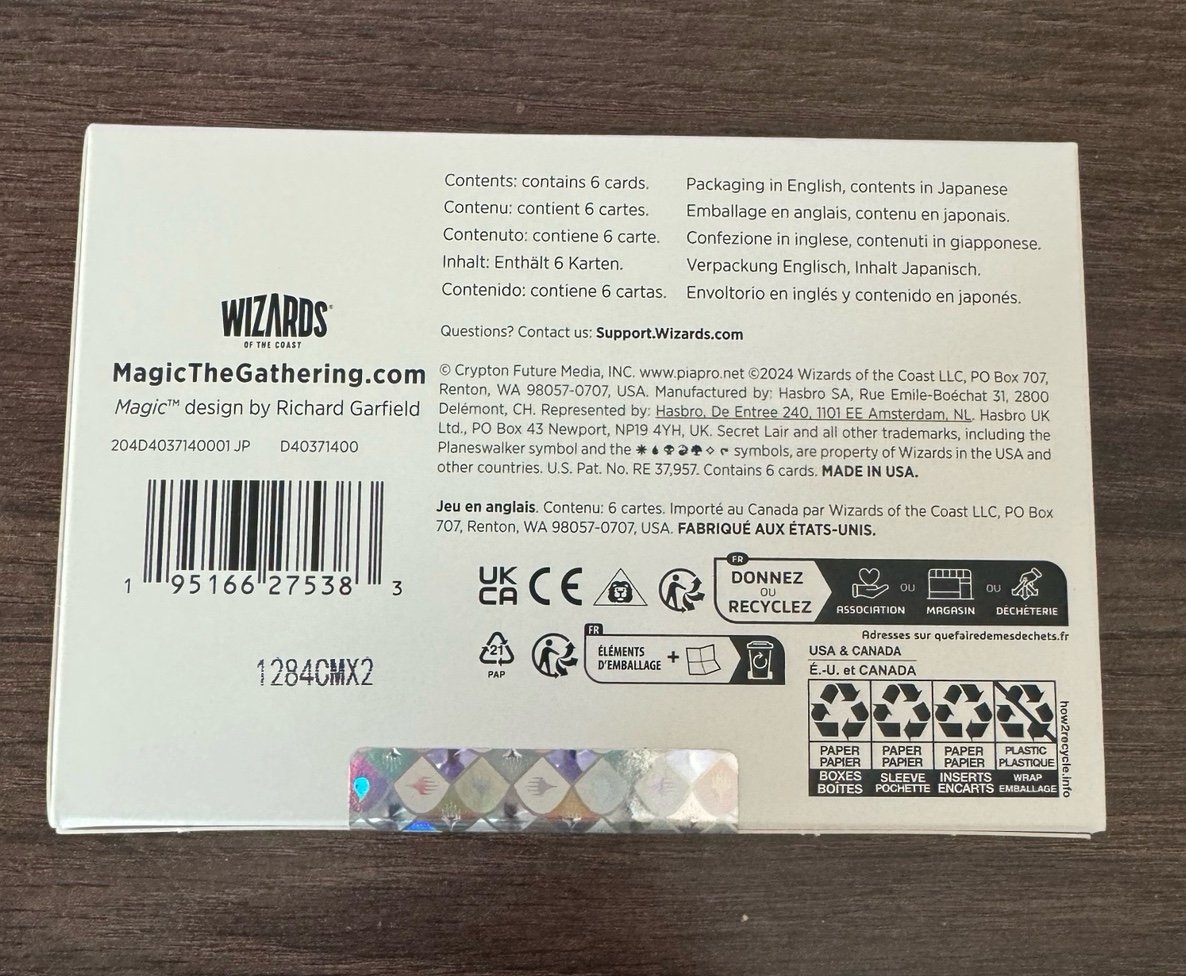 Contents: contains 6 cards.
Contenu: contient 6 cartes.
Contenuto: contiene 6 carte.
Inhalt: Enthält 6 Karten.
Contenido: contiene 6 cartas.
Packaging in English, contents in Japanese
Emballage en anglais, contenu en japonais.
Confezione in inglese, contenuti in giapponese.
Verpackung Englisch, Inhalt Japanisch.
Envoltorio en inglés y contenido en japonés.
Questions? Contact us: Support.Wizards.com
WIZARDS®
OF THE COAST
MagicTheGathering.com
Magic™ design by Richard Garfield
204D4037140001 JP D40371400
1 95166 27538 3
1284CMX2
© Crypton Future Media, INC. www.piapro.net ©2024 Wizards of the Coast LLC, PO Box 707,
Renton, WA 98057-0707, USA. Manufactured by: Hasbro SA, Rue Emile-Boéchat 31, 2800
Delémont, CH. Represented by: Hasbro, De Entree 240, 1101 EE Amsterdam, NL. Hasbro UK
Ltd., PO Box 43 Newport, NP19 4YH, UK. Secret Lair and all other trademarks, including the
Planeswalker symbol and the symbols, are property of Wizards in the USA and
other countries. U.S. Pat. No. RE 37,957. Contains 6 cards. MADE IN USA.
Jeu en anglais. Contenu: 6 cartes. Importé au Canada par Wizards of the Coast LLC, PO Box
707, Renton, WA 98057-0707, USA. FABRIQUÉ AUX ÉTATS-UNIS.
UK
CA
CE
FR
DONNEZ
OU
RECYCLEZ
ASSOCIATION
OU
MAGASIN
OU
DÉCHÈTERIE
Adresses sur quefairedemesdechets.fr
21
PAP
FR
ÉLÉMENTS
D'EMBALLAGE +
USA & CANADA
É.-U. et CANADA
PAPER
PAPIER
BOXES
BOÎTES
PAPER
PAPIER
SLEEVE
POCHETTE
PAPER
PAPIER
INSERTS
ENCARTS
PLASTIC
PLASTIQUE
WRAP
EMBALLAGE
how2recycle.info